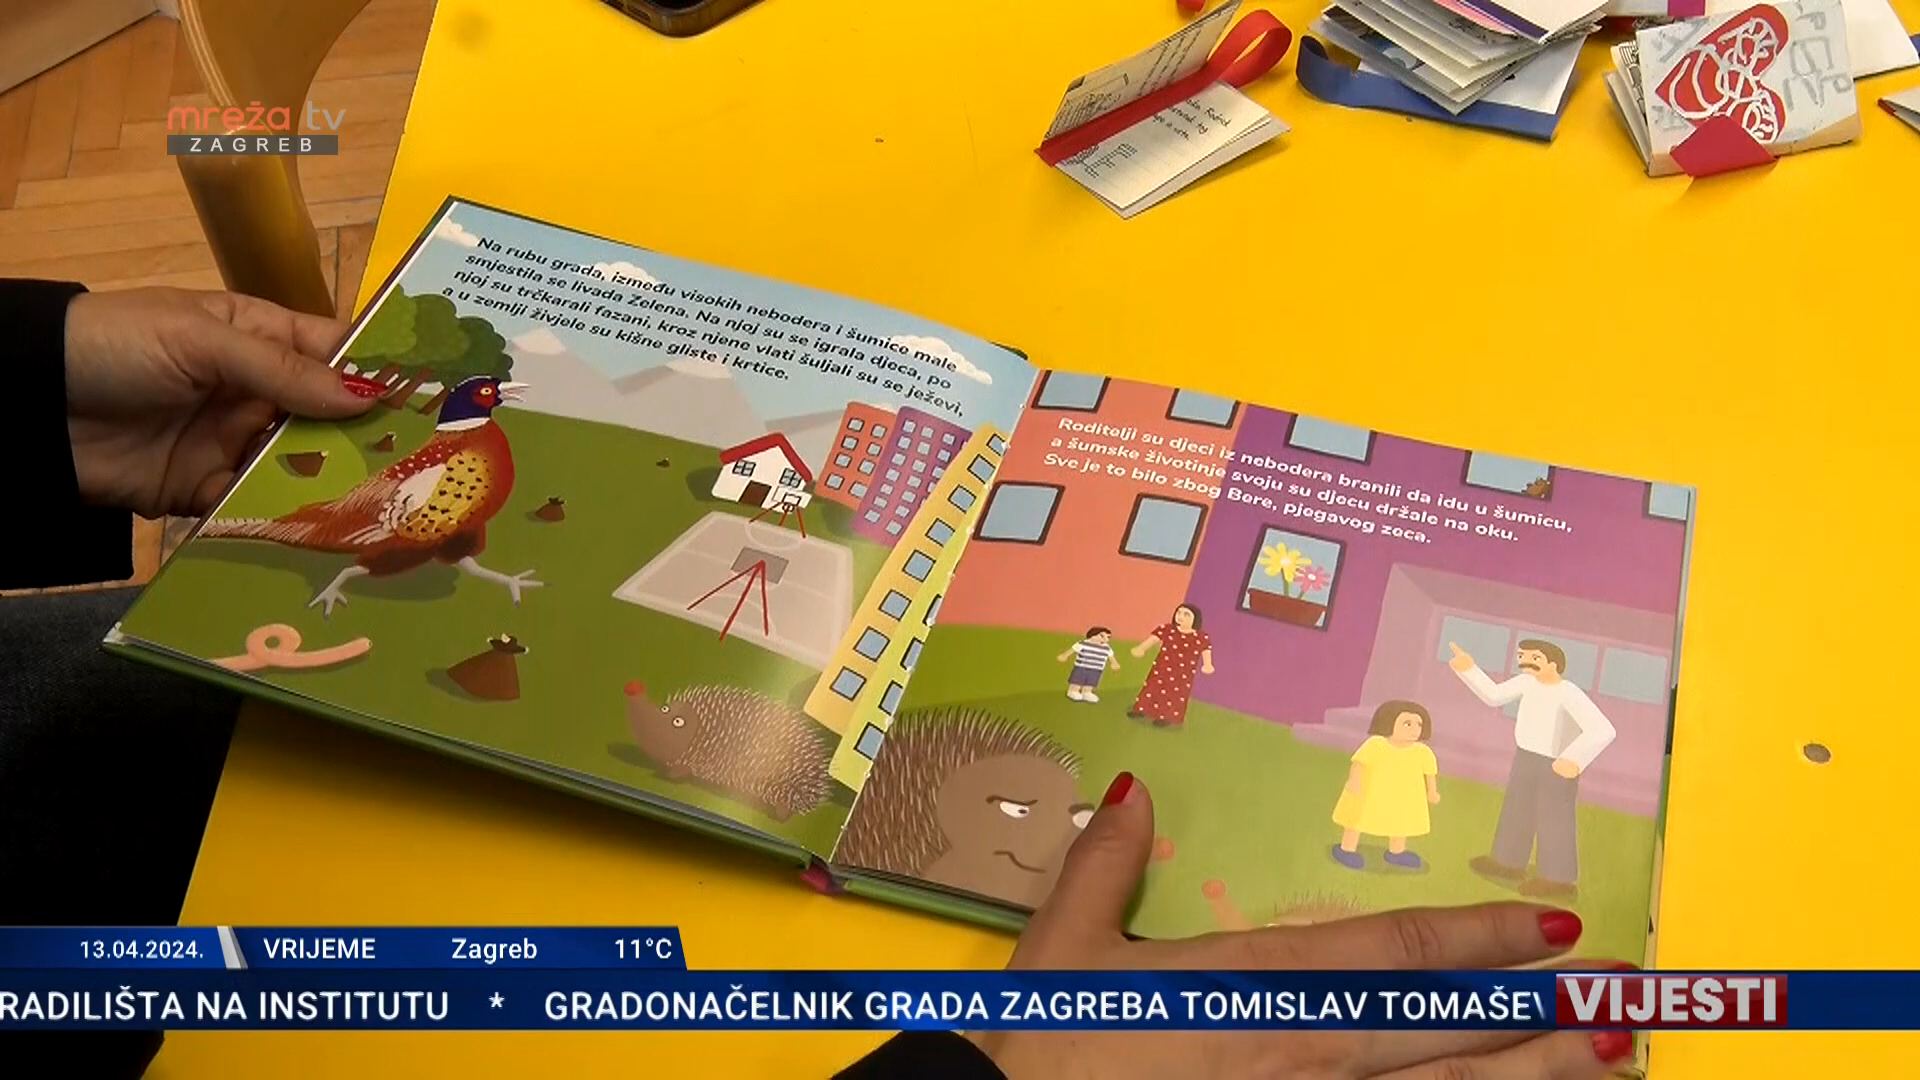 mreža tv
ZAGREB
Na rubu grada, između visokih nebodera i šumice male
smjestila se livada Zelena. Na njoj su se igrala djeca, po
njoj su trčkarali fazani, kroz njene vlati šuljali su se ježevi,
a u zemlji živjele su kišne gliste i krtice.
Roditelji su djeci iz nebodera branili da idu u šumicu,
a šumske životinje svoju su djecu držale na oku.
Sve je to bilo zbog Bere, pjegavog zeca.
13.04.2024. VRIJEME Zagreb 11°C
RADILIŠTA NA INSTITUTU * GRADONAČELNIK GRADA ZAGREBA TOMISLAV TOMAŠEV
VIJESTI